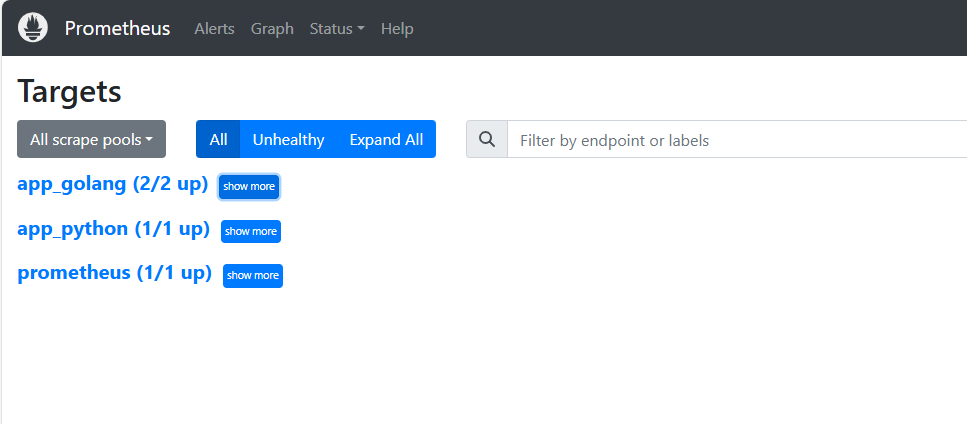 Prometheus Alerts Graph Status Help
Targets
All scrape pools All Unhealthy Expand All Filter by endpoint or labels
app_golang (2/2 up) show more
app_python (1/1 up) show more
prometheus (1/1 up) show more